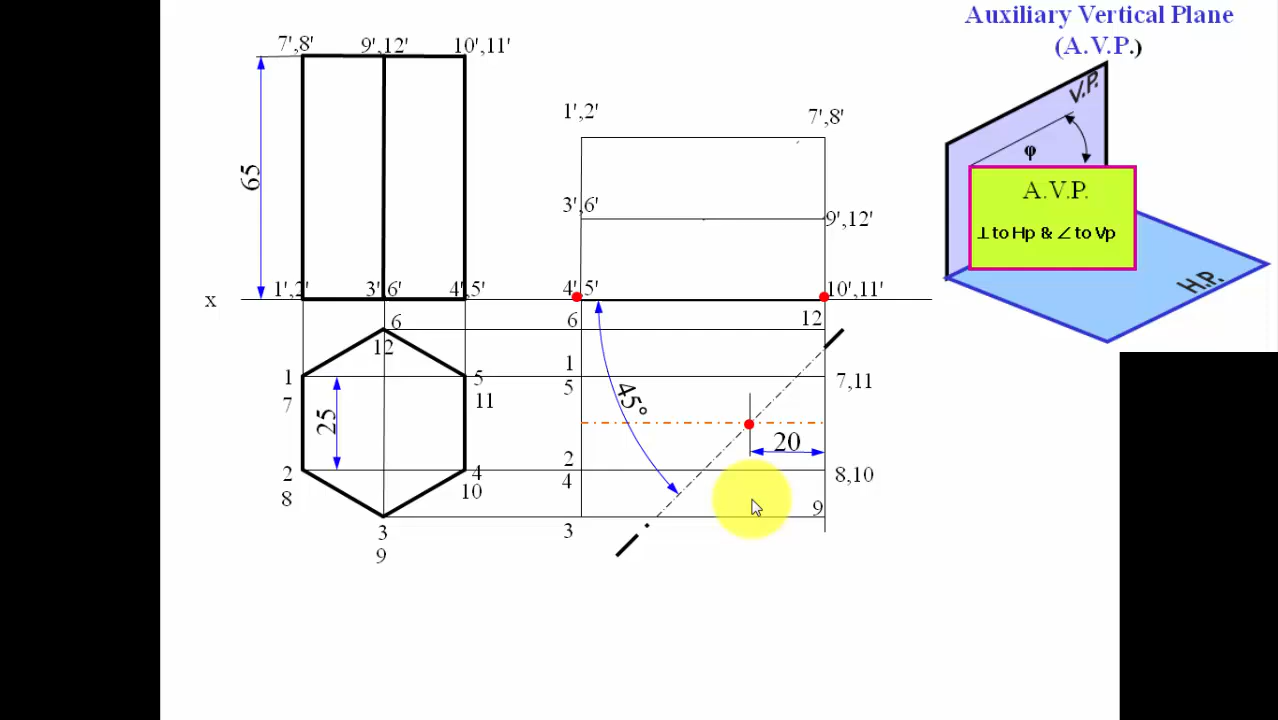 Auxiliary Vertical Plane
(A.V.P.)
7',8' 9',12' 10',11'
V.P.
1',2' 7',8'
φ
65
A.V.P.
3',6' 9',12'
⊥ to Hp & ∠ to Vp
x 1',2' 3',6' 4',5' 4',5' 10',11'
H.P.
6 6 12
12
1 5 1 7,11
7 11 5
45°
25
20
2 4 2 8,10
8 10 4
9
3 3
9